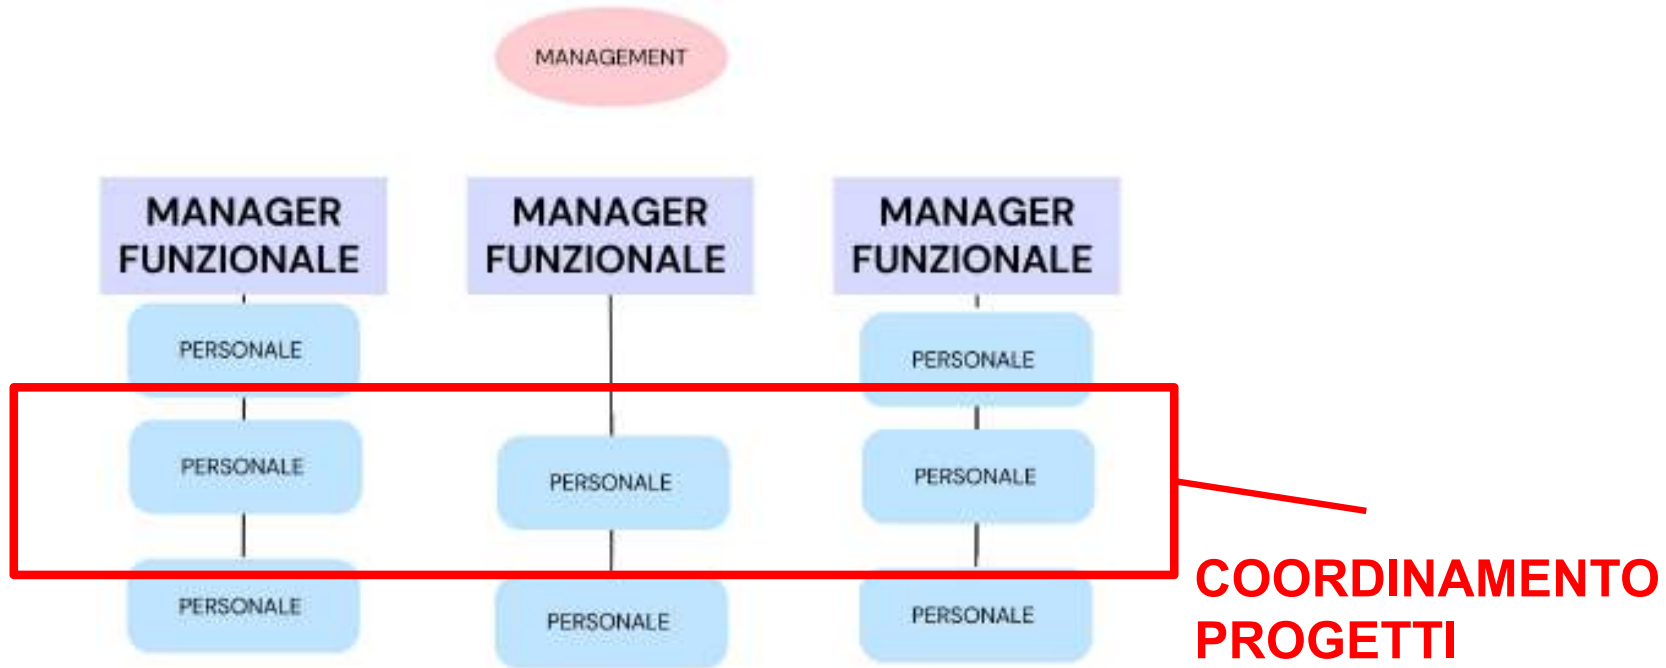 MANAGEMENT
MANAGER
FUNZIONALE
MANAGER
FUNZIONALE
MANAGER
FUNZIONALE
PERSONALE
PERSONALE
PERSONALE
PERSONALE
PERSONALE
PERSONALE
PERSONALE
PERSONALE
COORDINAMENTO
PROGETTI